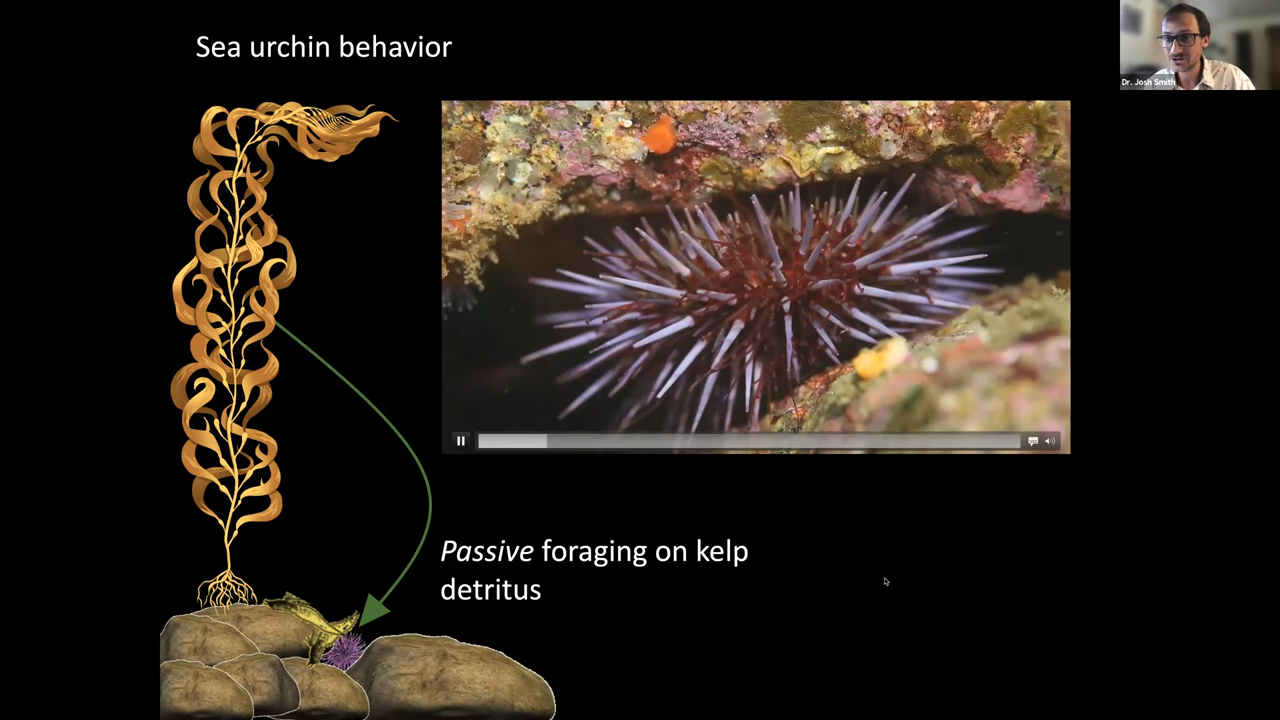 Sea urchin behavior
Dr. Josh Smith
Passive foraging on kelp
detritus